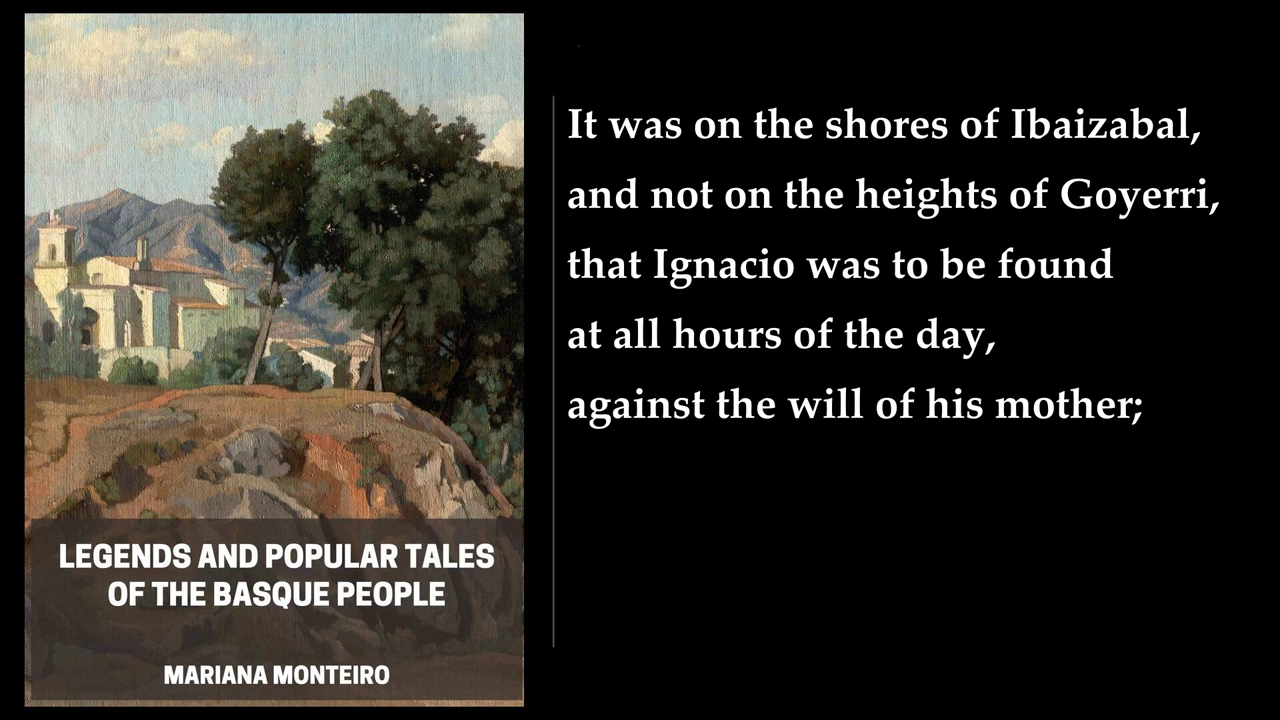 It was on the shores of Ibaizabal,
and not on the heights of Goyerri,
that Ignacio was to be found
at all hours of the day,
against the will of his mother;
LEGENDS AND POPULAR TALES
OF THE BASQUE PEOPLE
MARIANA MONTEIRO